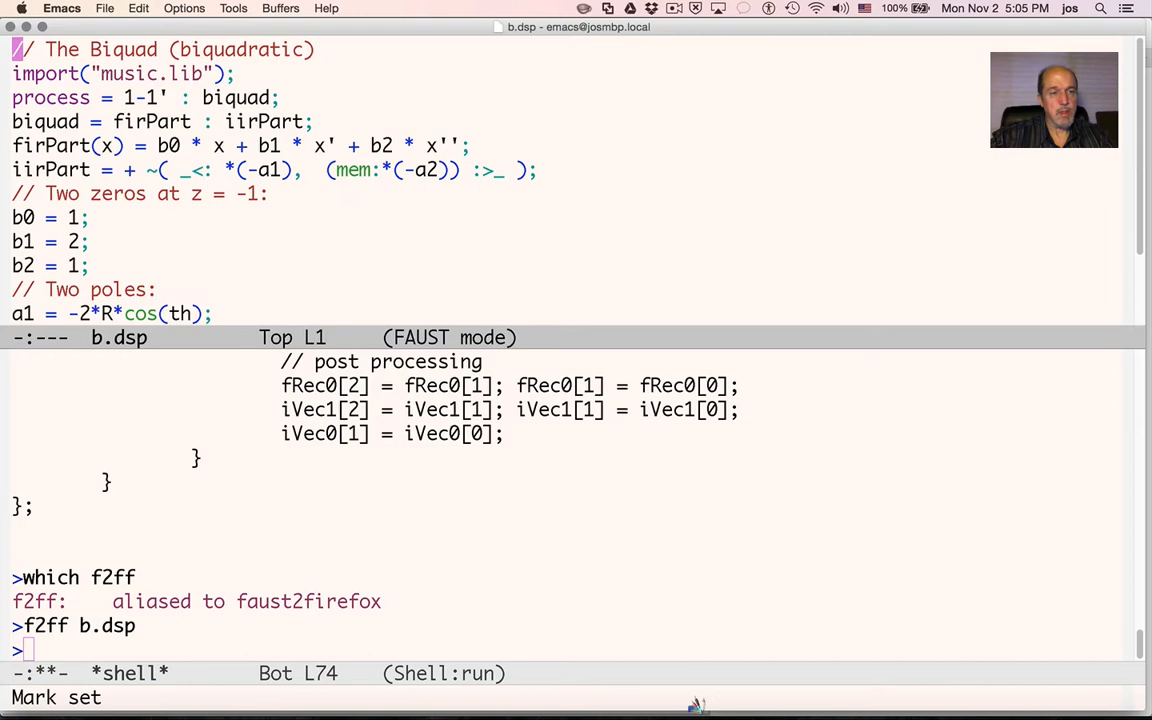 Emacs File Edit Options Tools Buffers Help 100% Mon Nov 2 5:05 PM jos
b.dsp - emacs@josmbp.local
// The Biquad (biquadratic)
import("music.lib");
process = 1-1' : biquad;
biquad = firPart : iirPart;
firPart(x) = b0 * x + b1 * x' + b2 * x'';
iirPart = + ~( _<: *(-a1), (mem:*(-a2)) :>_ );
// Two zeros at z = -1:
b0 = 1;
b1 = 2;
b2 = 1;
// Two poles:
a1 = -2*R*cos(th);
-:--- b.dsp Top L1 (FAUST mode)
// post processing
fRec0[2] = fRec0[1]; fRec0[1] = fRec0[0];
iVec1[2] = iVec1[1]; iVec1[1] = iVec1[0];
iVec0[1] = iVec0[0];
}
}
};
>which f2ff
f2ff: aliased to faust2firefox
>f2ff b.dsp
>
-:**- *shell* Bot L74 (Shell:run)
Mark set